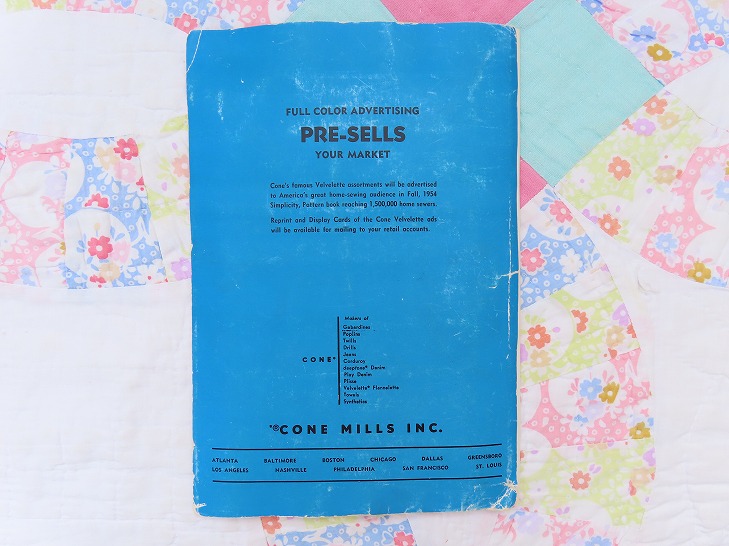 FULL COLOR ADVERTISING
PRE-SELLS
YOUR MARKET
Cone's famous Velvelette assortments will be advertised
to America's great home-sewing audience in Fall, 1954
Simplicity, Pattern book reaching 1,500,000 home sewers.
Reprint and Display Cards of the Cone Velvelette ads
will be available for mailing to your retail accounts.
CONE*
Makers of
Gabardines
Poplins
Twills
Drills
Jeans
Corduroy
deeptone* Denim
Play Denim
Plisse
Velvelette* Flannelette
Towels
Synthetics
*®CONE MILLS INC.
ATLANTA BALTIMORE BOSTON CHICAGO DALLAS GREENSBORO
LOS ANGELES NASHVILLE PHILADELPHIA SAN FRANCISCO ST. LOUIS